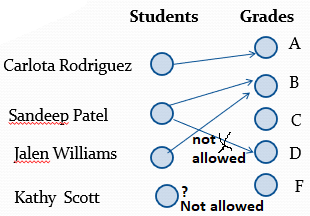 Students Grades
A
Carlota Rodriguez
B
Sandeep Patel
C
not
Jalen Williams allowed D
?
Kathy Scott F
Not allowed